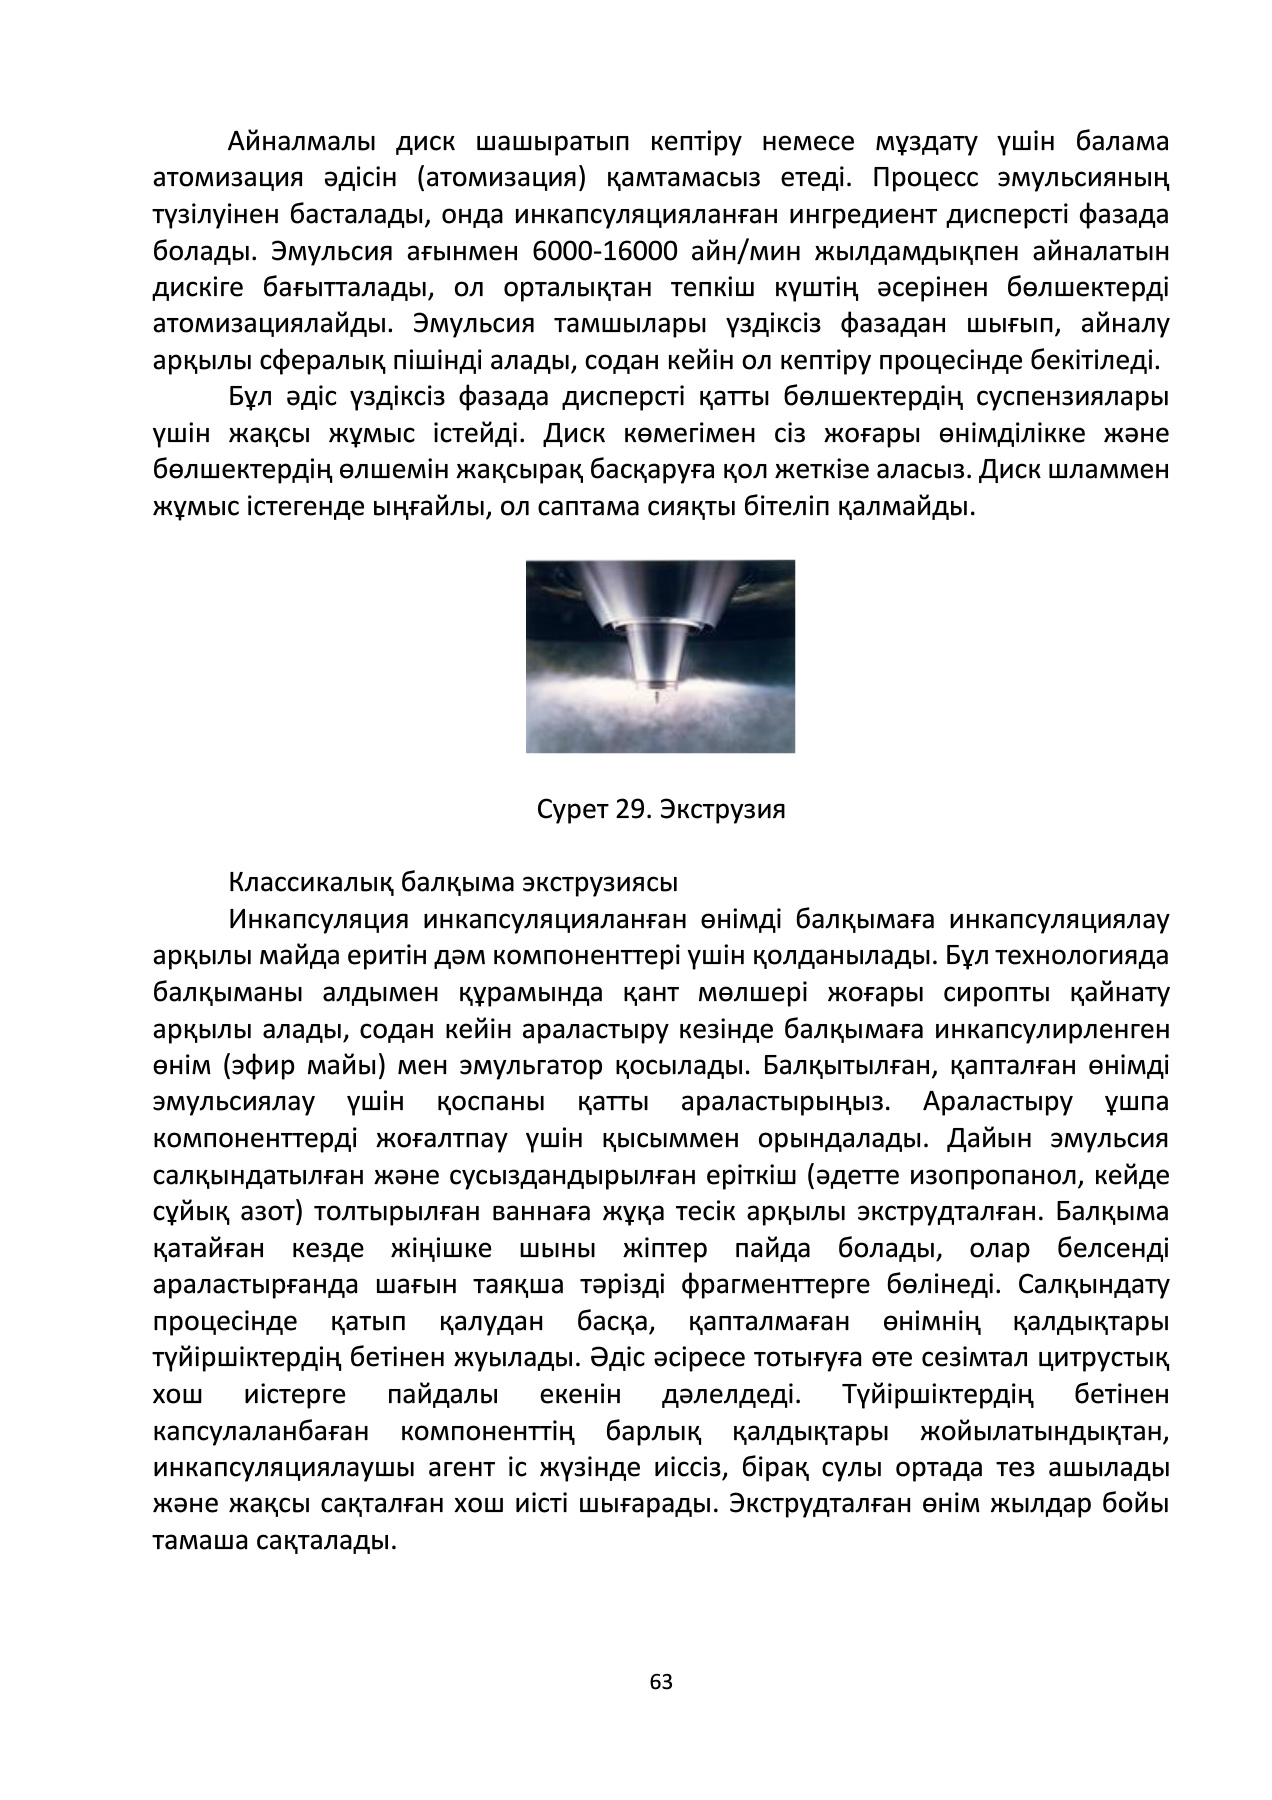 Айналмалы диск шашыратып кептіру немесе мұздату үшін балама
атомизация әдісін (атомизация) қамтамасыз етеді. Процесс эмульсияның
түзілуінен басталады, онда инкапсуляцияланған ингредиент дисперсті фазада
болады. Эмульсия ағынмен 6000-16000 айн/мин жылдамдықпен айналатын
дискіге бағытталады, ол орталықтан тепкіш күштің әсерінен бөлшектерді
атомизациялайды. Эмульсия тамшылары үздіксіз фазадан шығып, айналу
арқылы сфералық пішінді алады, содан кейін ол кептіру процесінде бекітіледі.
Бұл әдіс үздіксіз фазада дисперсті қатты бөлшектердің суспензиялары
үшін жақсы жұмыс істейді. Диск көмегімен сіз жоғары өнімділікке және
бөлшектердің өлшемін жақсырақ басқаруға қол жеткізе аласыз. Диск шламмен
жұмыс істегенде ыңғайлы, ол саптама сияқты бітеліп қалмайды.
Сурет 29. Экструзия
Классикалық балқыма экструзиясы
Инкапсуляция инкапсуляцияланған өнімді балқымаға инкапсуляциялау
арқылы майда еритін дәм компоненттері үшін қолданылады. Бұл технологияда
балқыманы алдымен құрамында қант мөлшері жоғары сиропты қайнату
арқылы алады, содан кейін араластыру кезінде балқымаға инкапсулирленген
өнім (эфир майы) мен эмульгатор қосылады. Балқытылған, қапталған өнімді
эмульсиялау үшін қоспаны қатты араластырыңыз. Араластыру ұшпа
компоненттерді жоғалтпау үшін қысыммен орындалады. Дайын эмульсия
салқындатылған және сусыздандырылған еріткіш (әдетте изопропанол, кейде
сұйық азот) толтырылған ваннаға жұқа тесік арқылы экструдталған. Балқыма
қатайған кезде жіңішке шыны жіптер пайда болады, олар белсенді
араластырғанда шағын таяқша тәрізді фрагменттерге бөлінеді. Салқындату
процесінде қатып қалудан басқа, қапталмаған өнімнің қалдықтары
түйіршіктердің бетінен жуылады. Әдіс әсіресе тотығуға өте сезімтал цитрустық
хош иістерге пайдалы екенін дәлелдеді. Түйіршіктердің бетінен
капсулаланбаған компоненттің барлық қалдықтары жойылатындықтан,
инкапсуляциялаушы агент іс жүзінде иіссіз, бірақ сулы ортада тез ашылады
және жақсы сақталған хош иісті шығарады. Экструдталған өнім жылдар бойы
тамаша сақталады.
63